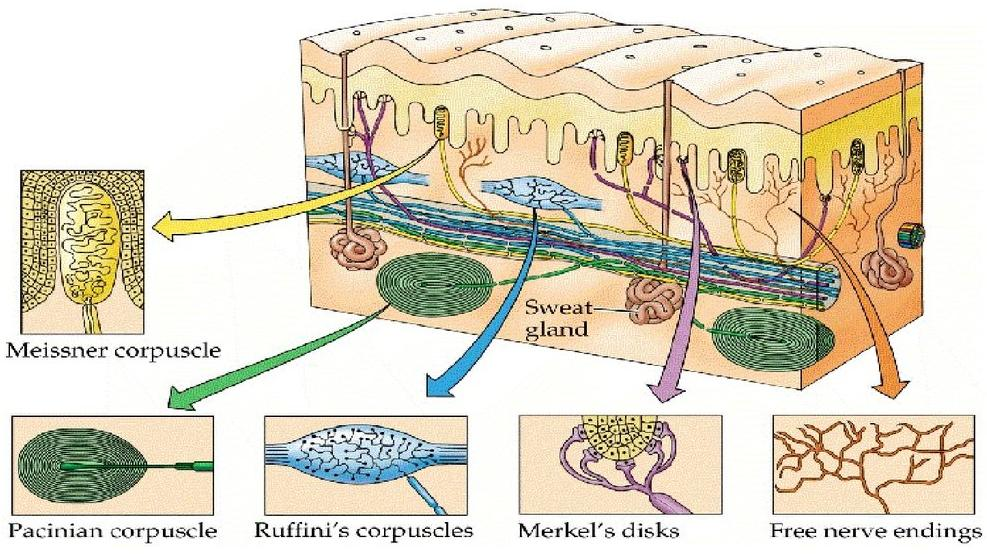 Sweat
gland
Meissner corpuscle
Pacinian corpuscle
Ruffini's corpuscles
Merkel's disks
Free nerve endings